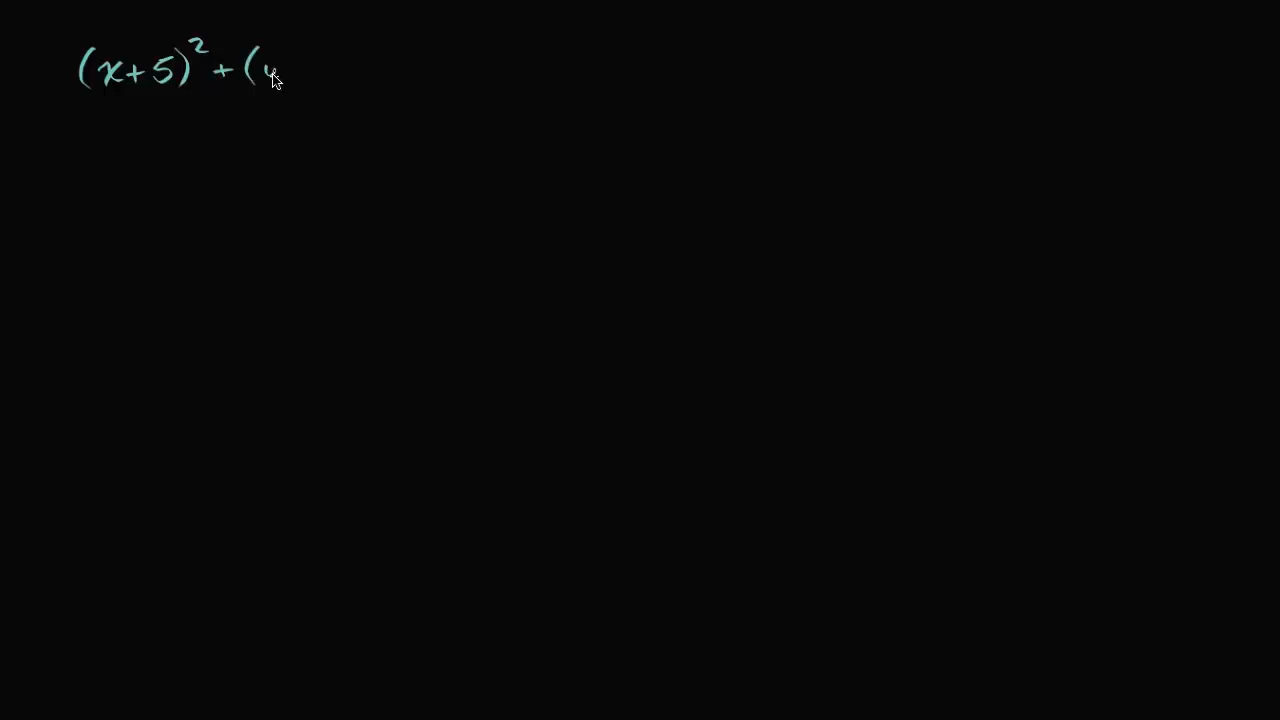 (x+5)² + (